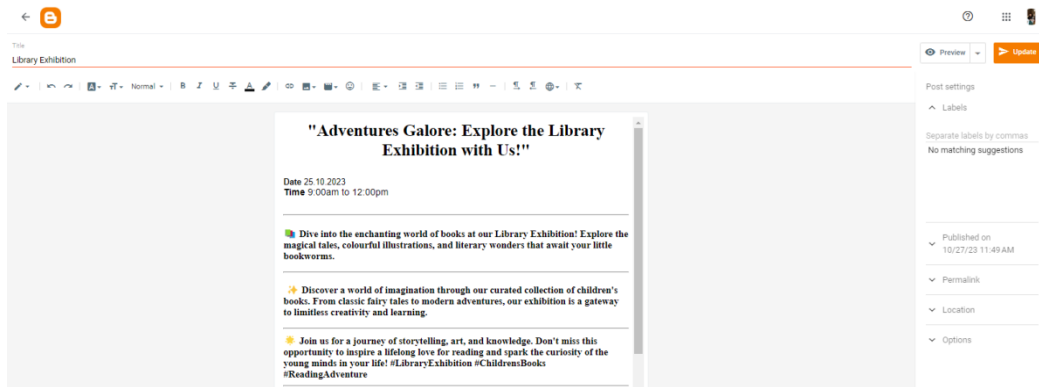 Title
Library Exhibition
Preview
Update
Normal
"Adventures Galore: Explore the Library
Exhibition with Us!"
Date 25.10.2023
Time 9:00am to 12:00pm
📚 Dive into the enchanting world of books at our Library Exhibition! Explore the
magical tales, colourful illustrations, and literary wonders that await your little
bookworms.
✨ Discover a world of imagination through our curated collection of children's
books. From classic fairy tales to modern adventures, our exhibition is a gateway
to limitless creativity and learning.
🌟 Join us for a journey of storytelling, art, and knowledge. Don't miss this
opportunity to inspire a lifelong love for reading and spark the curiosity of the
young minds in your life! #LibraryExhibition #ChildrensBooks
#ReadingAdventure
Post settings
Labels
Separate labels by commas
No matching suggestions
Published on
10/27/23 11:49 AM
Permalink
Location
Options